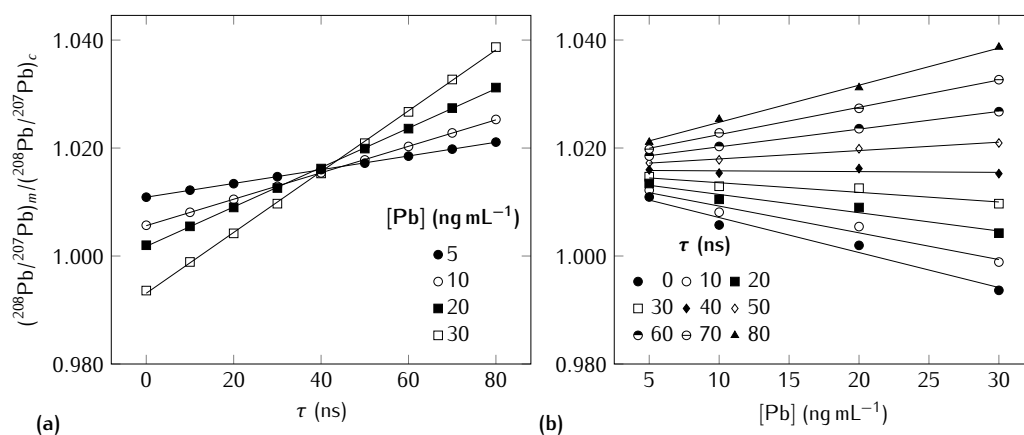 (²⁰⁸Pb/²⁰⁷Pb)ₘ/(²⁰⁸Pb/²⁰⁷Pb)c
1.040
1.020
1.000
0.980
[Pb] (ng mL⁻¹)
5
10
20
30
0 20 40 60 80
τ (ns)
(a)
1.040
1.020
1.000
0.980
τ (ns)
0 10 20
30 40 50
60 70 80
5 10 15 20 25 30
[Pb] (ng mL⁻¹)
(b)